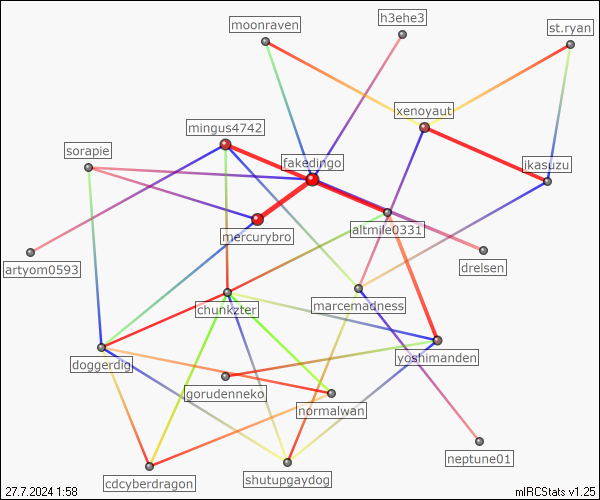 h3ehe3
moonraven
st.ryan
xenoyaut
mingus4742
sorapie
fakedingo
ikasuzu
altmile0331
mercurybro
artyom0593
drelsen
marcemadness
chunkzter
yoshimanden
doggerdig
gorudenneko
normalwan
neptune01
shutupgaydog
cdcyberdragon
27.7.2024 1:58
mIRCStats v1.25